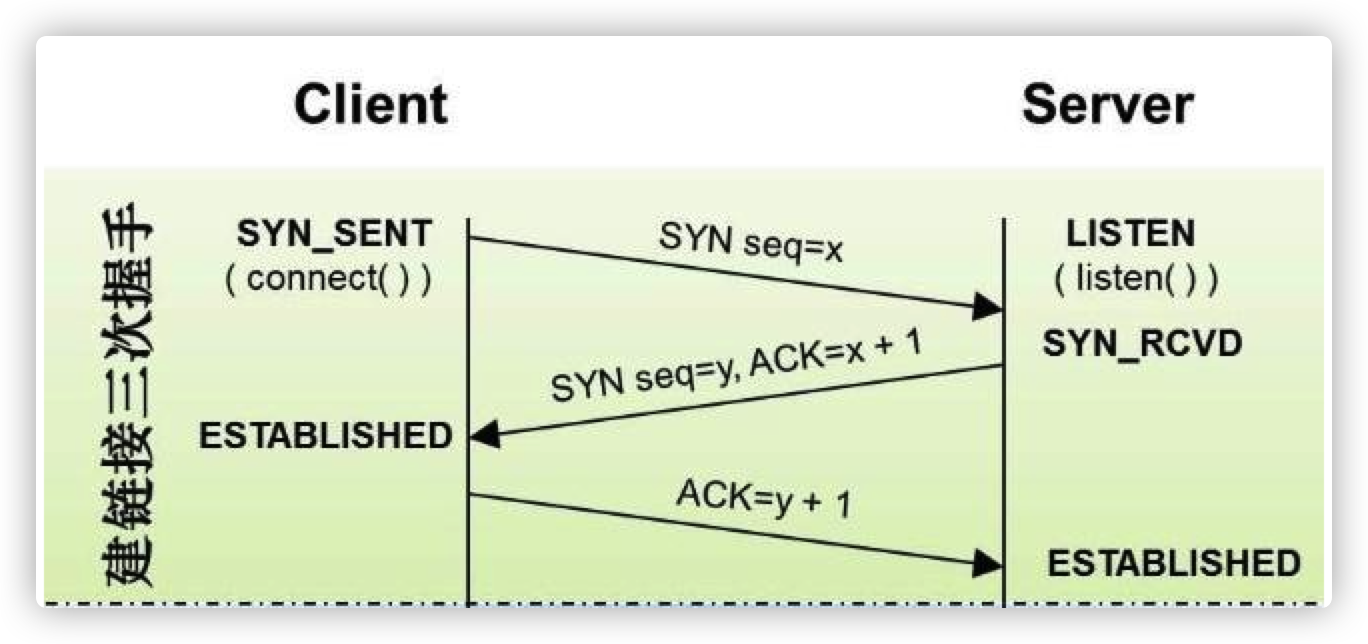 Client
Server
建链接三次握手
SYN_SENT
( connect( ) )
SYN seq=x
LISTEN
( listen( ) )
SYN_RCVD
SYN seq=y, ACK=x + 1
ESTABLISHED
ACK=y + 1
ESTABLISHED